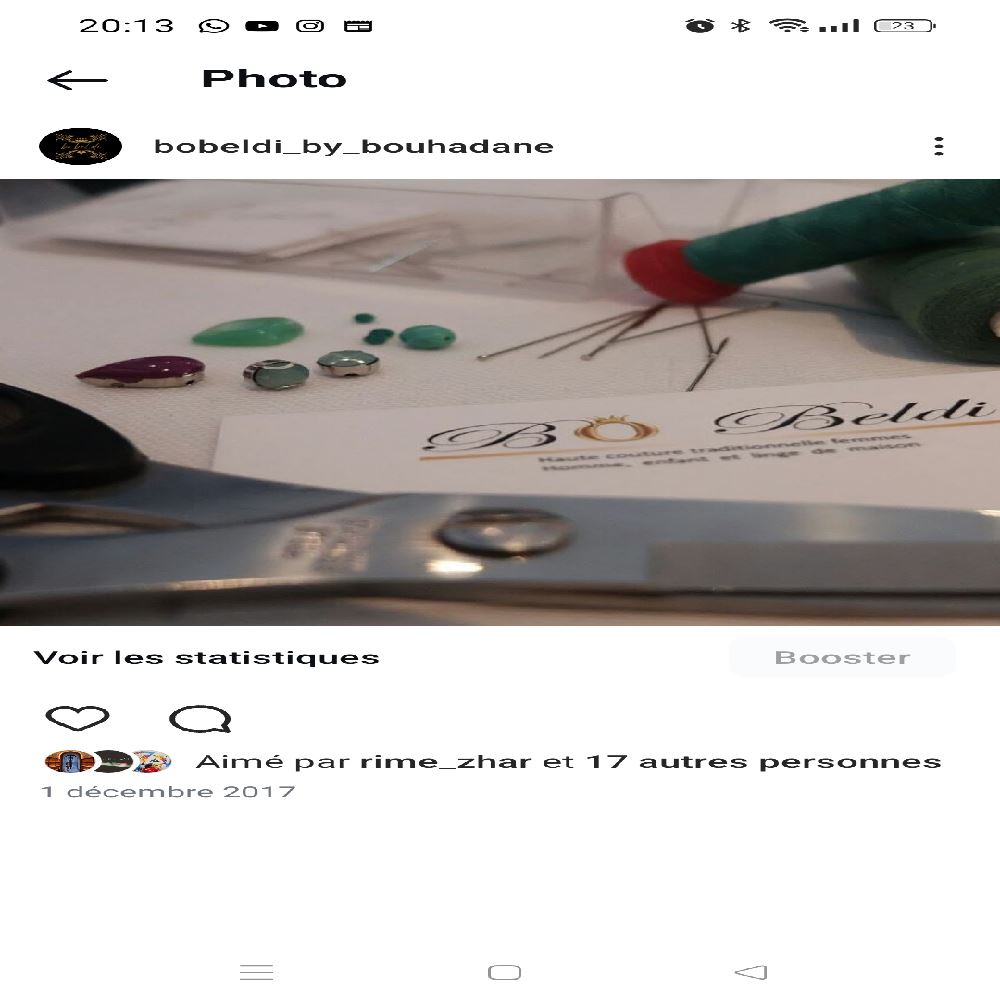 20:13
23
Photo
bobeldi_by_bouhadane
BO Beldi
Haute couture traditionnelle femmes
Homme, enfant et linge de maison
Voir les statistiques
Booster
Aimé par rime_zhar et 17 autres personnes
1 décembre 2017